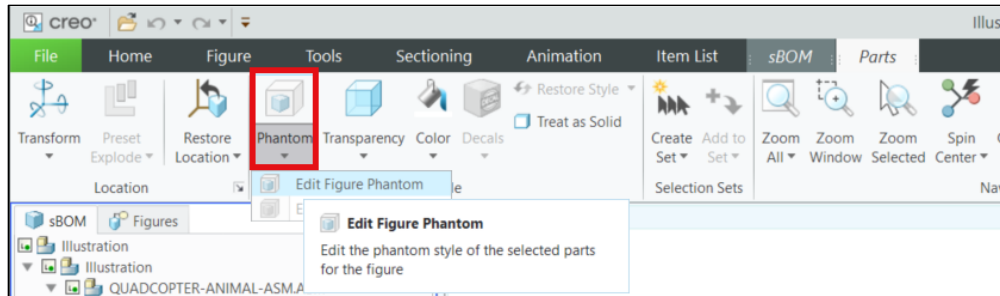 creo
Illus
File Home Figure Tools Sectioning Animation Item List sBOM Parts
Transform Preset Explode Restore Location Phantom Transparency Color Decals Restore Style Treat as Solid Create Set Add to Set Zoom All Zoom Window Zoom Selected Spin Center
Location le Selection Sets Na
Edit Figure Phantom
E
Edit Figure Phantom
Edit the phantom style of the selected parts
for the figure
sBOM Figures
Illustration
Illustration
QUADCOPTER-ANIMAL-ASM.A